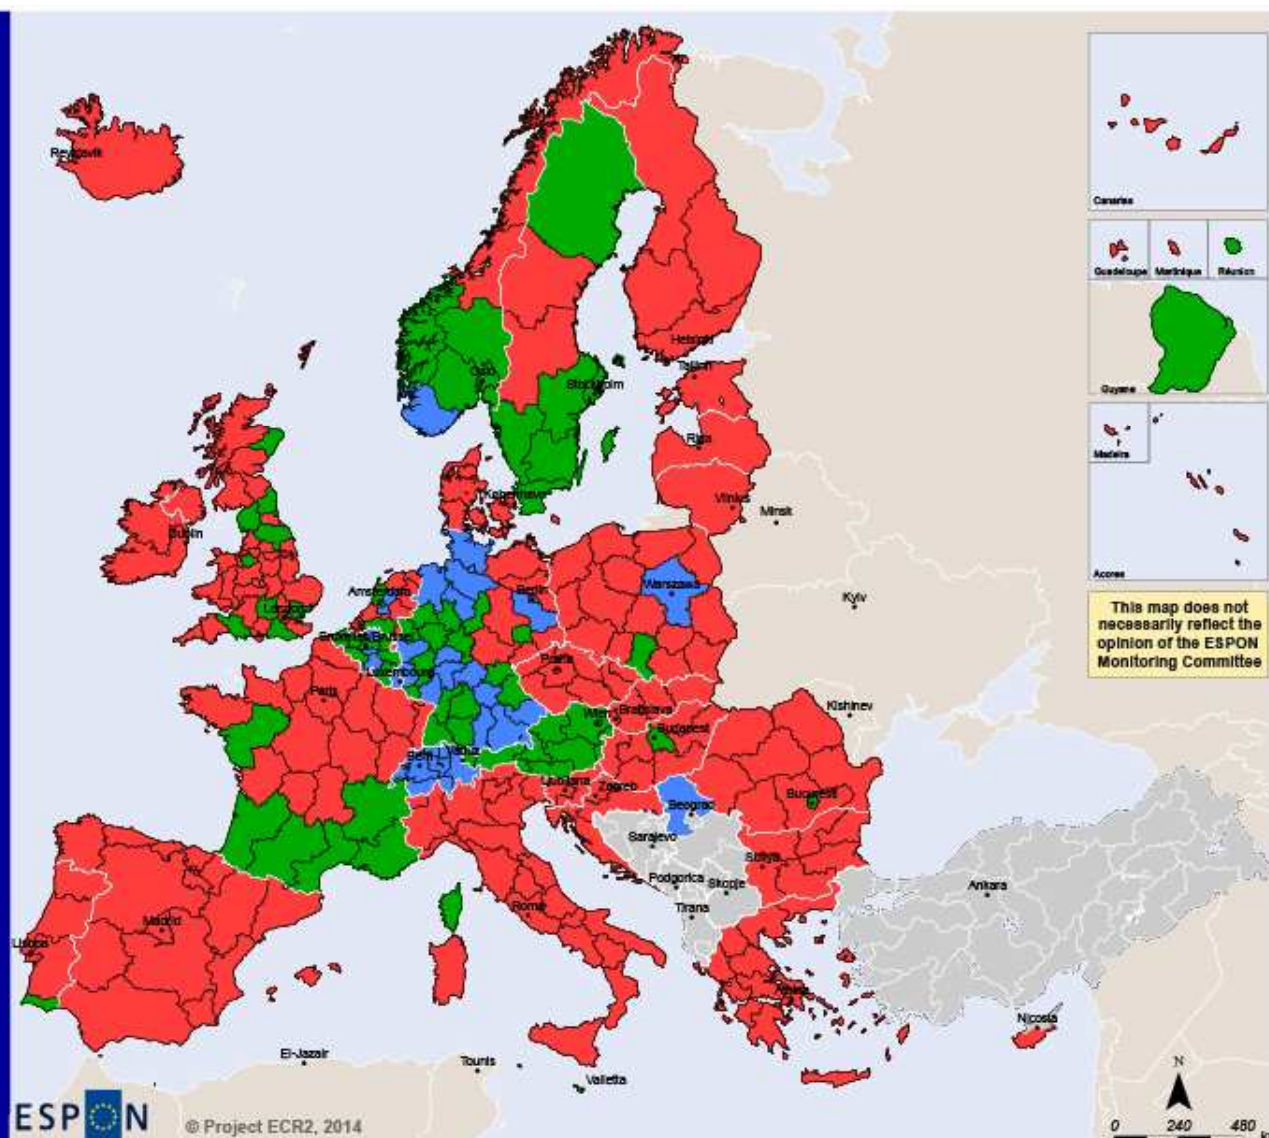 Reykjavik
Canarias
Guadeloupe
Martinique
Réunion
Guyane
Madeira
Acores
This map does not
necessarily reflect the
opinion of the ESPON
Monitoring Committee
Helsinki
Tallinn
Oslo
Stockholm
Riga
Kobenhavn
Vilnius
Minsk
Dublin
Amsterdam
Berlin
Warszawa
London
Kyiv
Luxembourg
Praha
Paris
Wien
Bratislava
Kishinev
Budapest
Bern
Vaduz
Ljubljana
Zagreb
Bucuresti
Beograd
Sarajevo
Sofiya
Podgorica
Skopje
Ankara
Tirana
Roma
Madrid
Lisboa
Nicosia
El-Jazair
Tounis
Valletta
N
ESPON
© Project ECR2, 2014
0 240 480